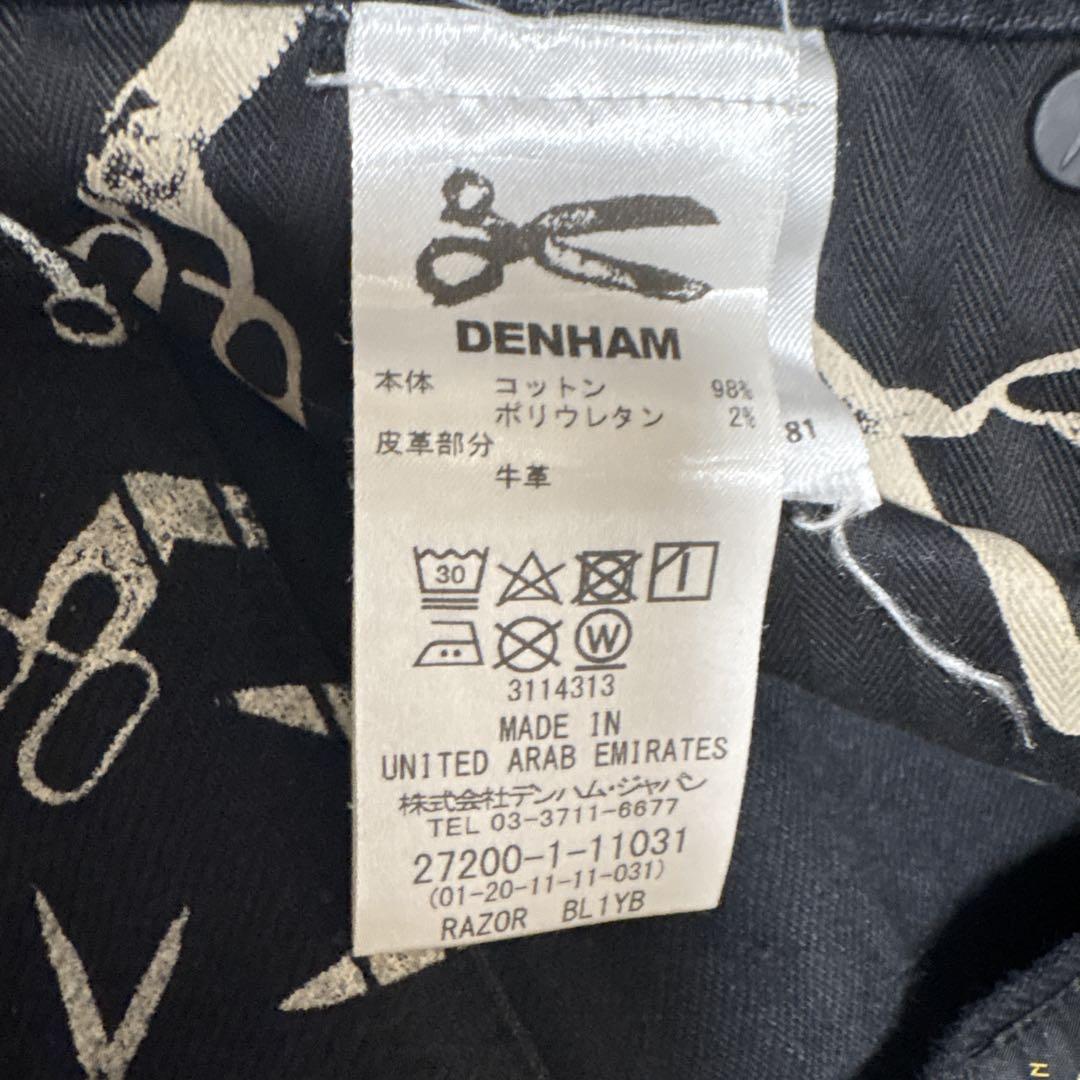 DENHAM
本体 コットン 98%
ポリウレタン 2%
皮革部分
牛革
81
30
W
3114313
MADE IN
UNITED ARAB EMIRATES
株式会社デンハム・ジャパン
TEL 03-3711-6677
27200-1-11031
(01-20-11-11-031)
RAZOR BL1YB